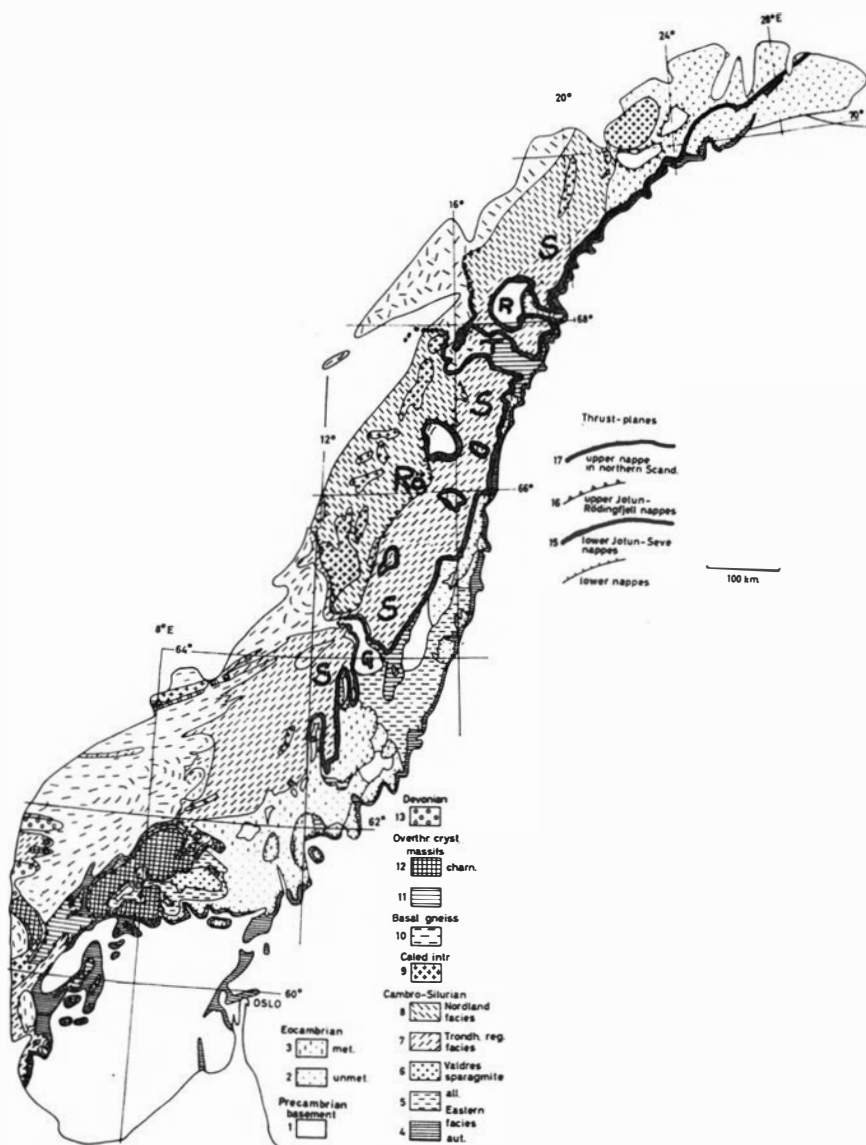 28°E
24°
20°
70°
16°
S
R
68°
S
12°
Thrust-planes
17 upper nappe
in northern Scand.
Rö
66°
16 upper Jotun-
Rödingfjell nappes
15 lower Jotun-Seve
nappes
lower nappes
100 km.
S
8°E
64°
S
G
62°
Devonian
13
Overthr. cryst.
massifs
12 charn.
11
Basal gneiss
10
Caled intr
9
60°
OSLO
Cambro-Silurian
8 Nordland
facies
7 Trondh. reg.
facies
6 Valdres
sparagmite
5 all.
Eastern
facies
4 aut.
Eocambrian
3 met.
2 unmet.
Precambrian
basement
1